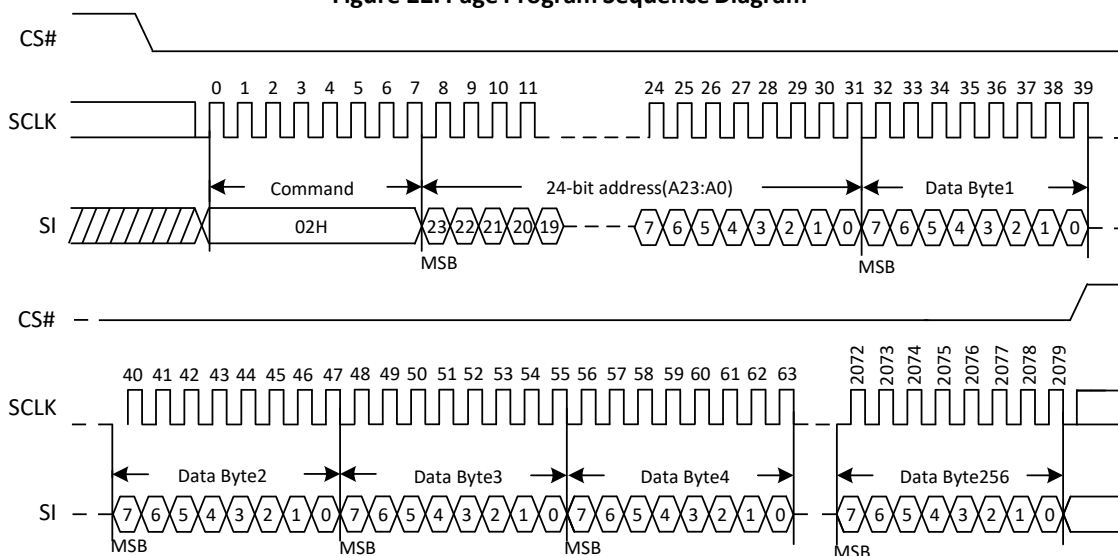 CS#
0 1 2 3 4 5 6 7 8 9 10 11 24 25 26 27 28 29 30 31 32 33 34 35 36 37 38 39
SCLK
Command 24-bit address(A23:A0) Data Byte1
SI 02H 23 22 21 20 19 7 6 5 4 3 2 1 0 7 6 5 4 3 2 1 0
MSB MSB
CS#
40 41 42 43 44 45 46 47 48 49 50 51 52 53 54 55 56 57 58 59 60 61 62 63 2072 2073 2074 2075 2076 2077 2078 2079
SCLK
Data Byte2 Data Byte3 Data Byte4 Data Byte256
SI 7 6 5 4 3 2 1 0 7 6 5 4 3 2 1 0 7 6 5 4 3 2 1 0 7 6 5 4 3 2 1 0
MSB MSB MSB MSB